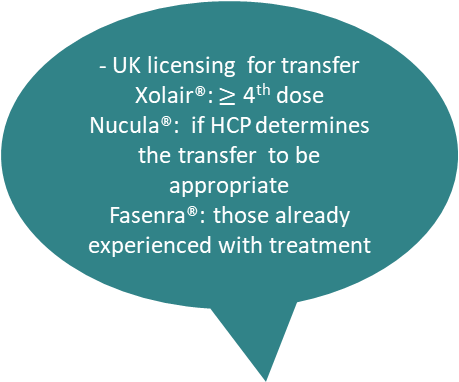 - UK licensing for transfer
Xolair®: ≥ 4th dose
Nucula®: if HCP determines
the transfer to be
appropriate
Fasenra®: those already
experienced with treatment